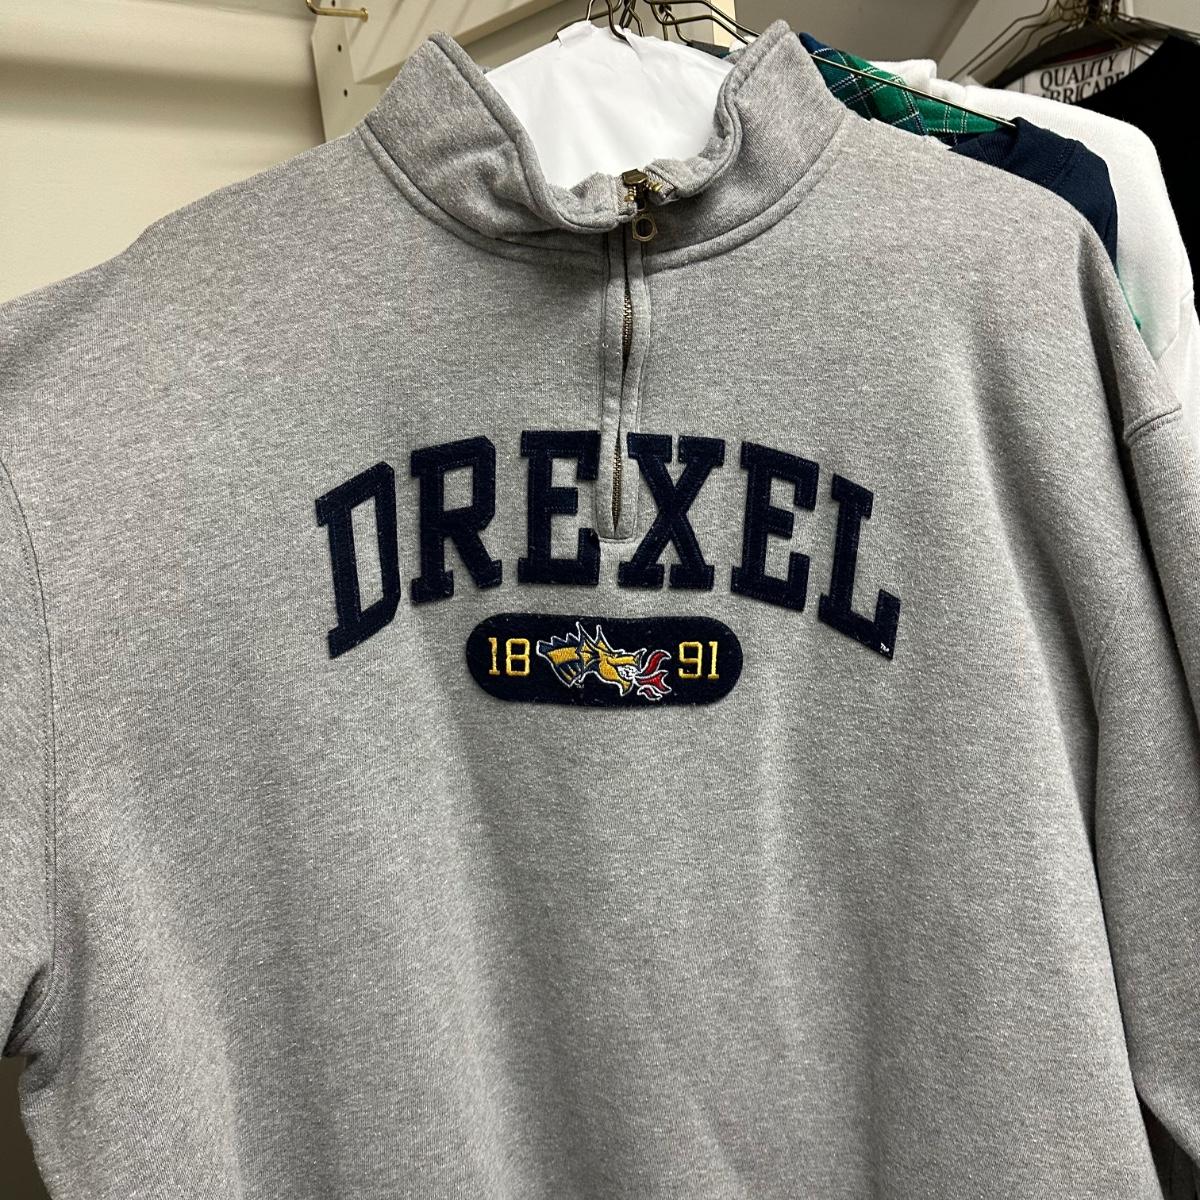 QUALITY
DREXEL
TM
18 91